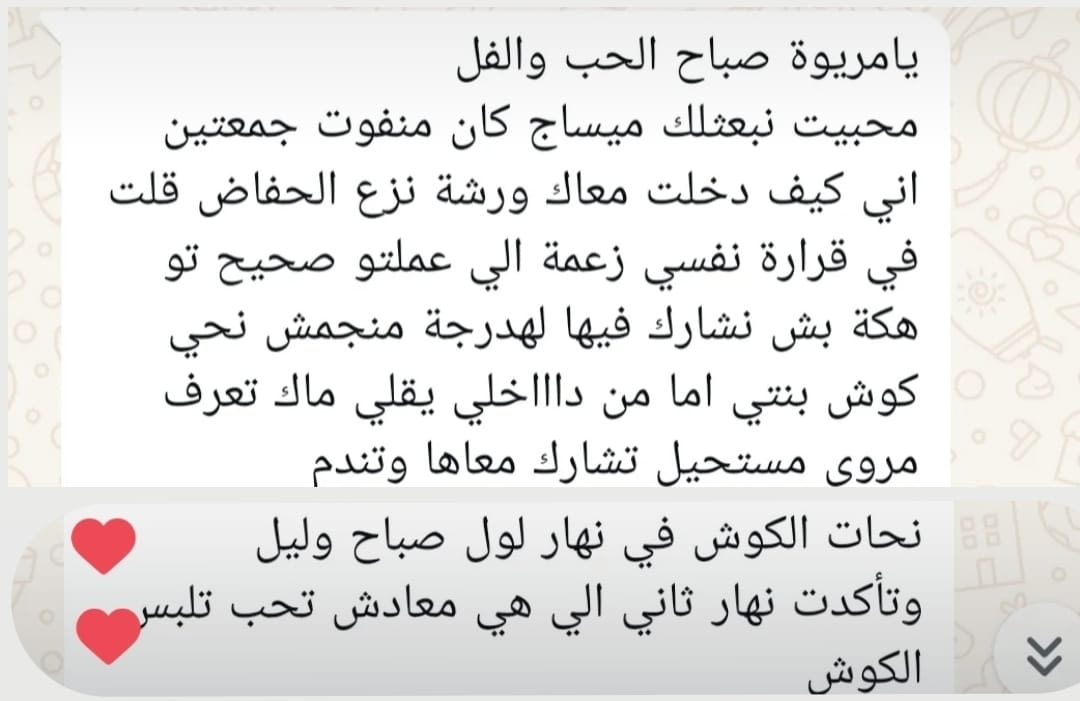 يامريوة صباح الحب والفل
محبيت نبعثلك ميساج كان منفوت جمعتين
اني كيف دخلت معاك ورشة نزع الحفاض قلت
في قرارة نفسي زعمة الي عملتو صحيح تو
هكة بش نشارك فيها لهدرجة منجمش نحي
كوش بنتي اما من داااخلي يقلي ماك تعرف
مروى مستحيل تشارك معاها وتندم
نحات الكوش في نهار لول صباح وليل
وتأكدت نهار ثاني الي هي معادش تحب تلبس
الكوش